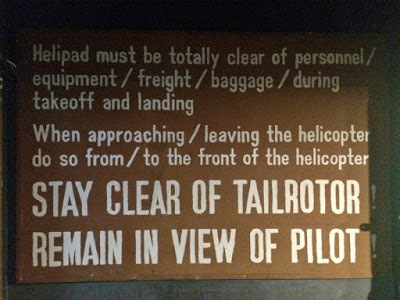 Helipad must be totally clear of personnel /
equipment / freight / baggage / during
takeoff and landing
When approaching / leaving the helicopter
do so from / to the front of the helicopter
STAY CLEAR OF TAILROTOR !
REMAIN IN VIEW OF PILOT !